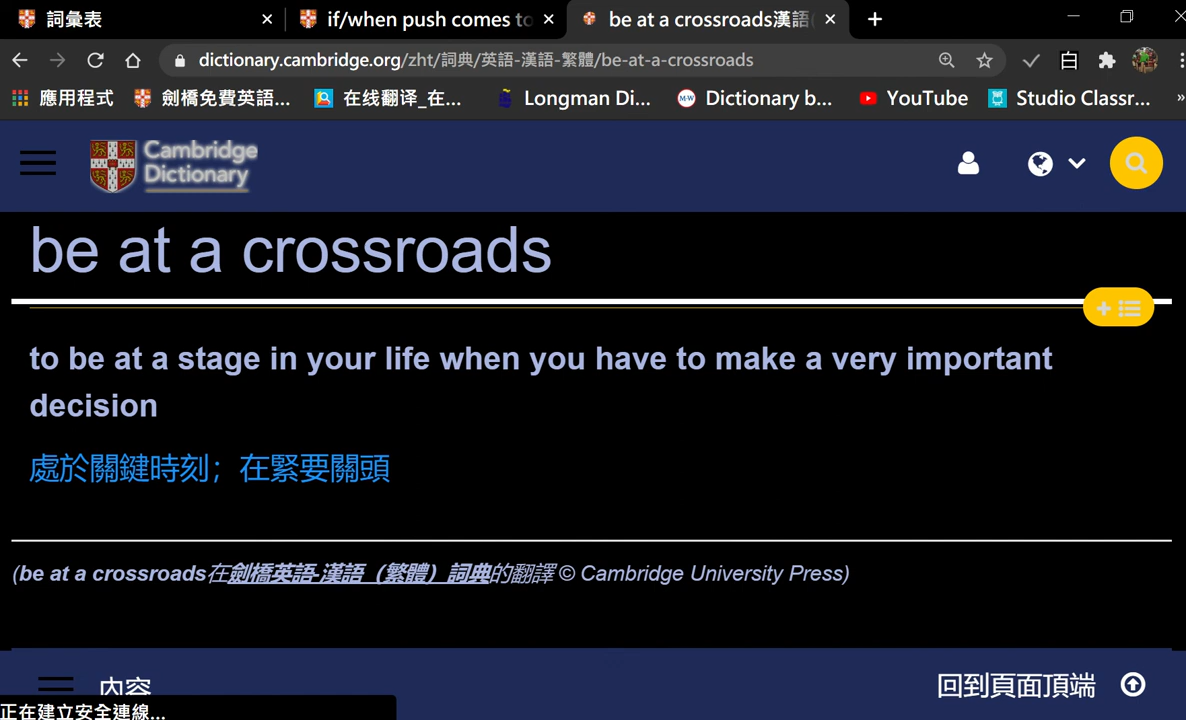 詞彙表
if/when push comes to
be at a crossroads漢語(
dictionary.cambridge.org/zht/詞典/英語-漢語-繁體/be-at-a-crossroads
白
應用程式
劍橋免費英語...
在线翻译_在...
Longman Di...
M-W
Dictionary b...
YouTube
Studio Classr...
»
Cambridge
Dictionary
be at a crossroads
to be at a stage in your life when you have to make a very important
decision
處於關鍵時刻；在緊要關頭
(be at a crossroads在劍橋英語-漢語（繁體）詞典的翻譯 © Cambridge University Press)
內容
回到頁面頂端
正在建立安全連線...